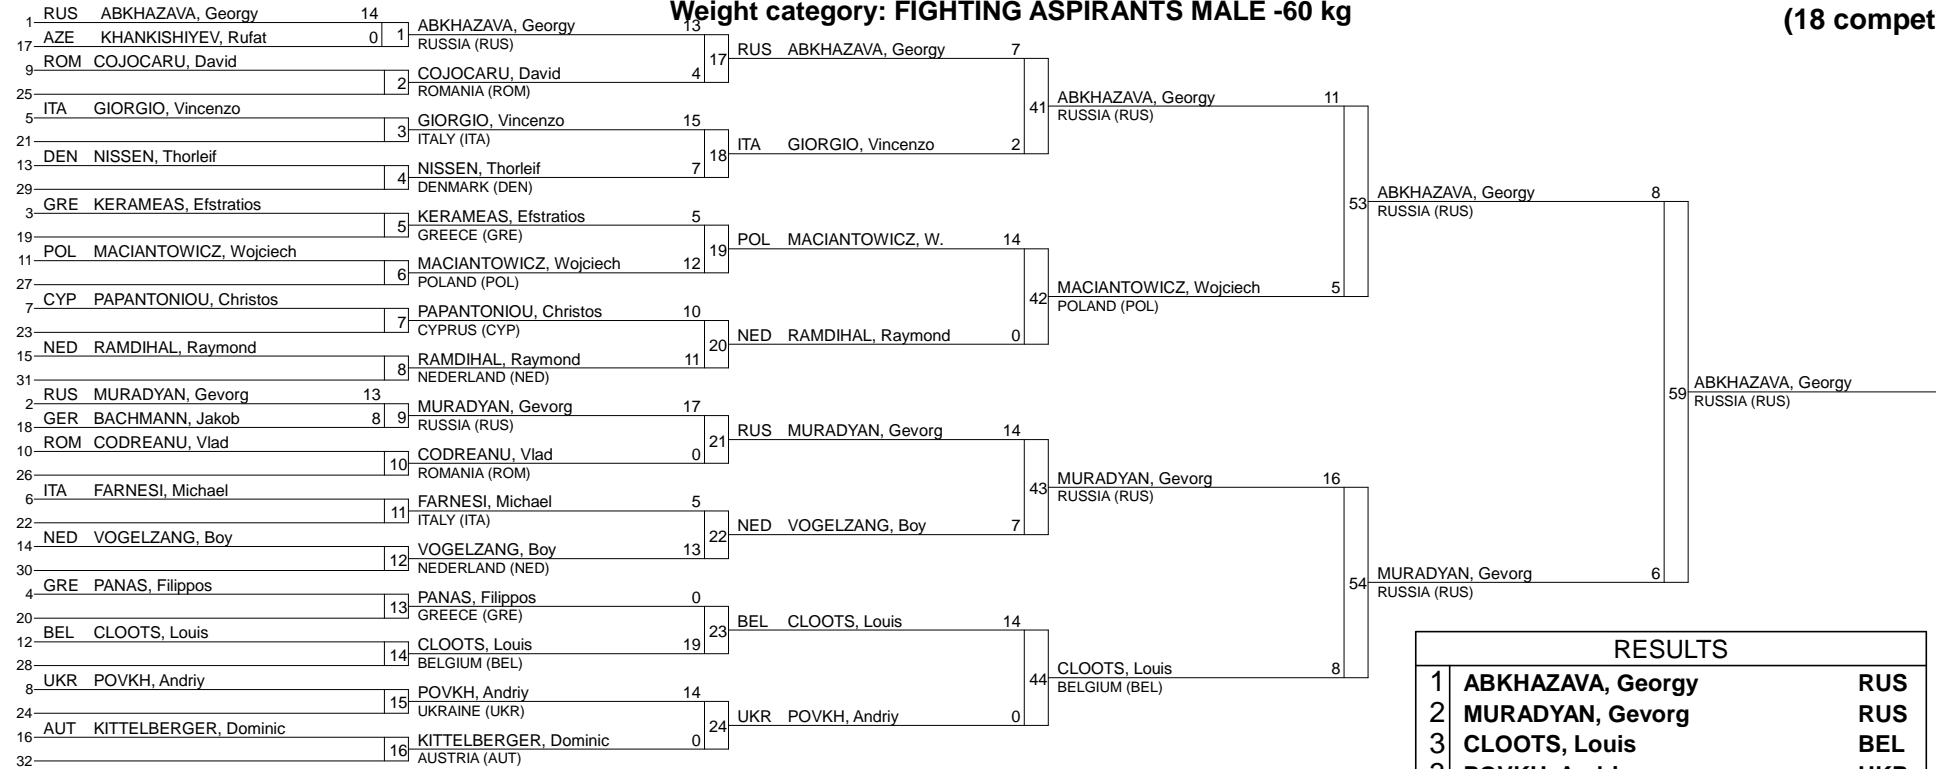 Weight category: FIGHTING ASPIRANTS MALE -60 kg
(18 compet
1 RUS ABKHAZAVA, Georgy 14
17 AZE KHANKISHIYEV, Rufat 0 1
9 ROM COJOCARU, David
25 2
5 ITA GIORGIO, Vincenzo
21 3
13 DEN NISSEN, Thorleif
29 4
3 GRE KERAMEAS, Efstratios
19 5
11 POL MACIANTOWICZ, Wojciech
27 6
7 CYP PAPANTONIOU, Christos
23 7
15 NED RAMDIHAL, Raymond
31 8
2 RUS MURADYAN, Gevorg 13
18 GER BACHMANN, Jakob 8 9
10 ROM CODREANU, Vlad
26 10
6 ITA FARNESI, Michael
22 11
14 NED VOGELZANG, Boy
30 12
4 GRE PANAS, Filippos
20 13
12 BEL CLOOTS, Louis
28 14
8 UKR POVKH, Andriy
24 15
16 AUT KITTELBERGER, Dominic
32 16
ABKHAZAVA, Georgy 13
RUSSIA (RUS)
17
COJOCARU, David 4
ROMANIA (ROM)
GIORGIO, Vincenzo 15
ITALY (ITA)
18
NISSEN, Thorleif 7
DENMARK (DEN)
KERAMEAS, Efstratios 5
GREECE (GRE)
19
MACIANTOWICZ, Wojciech 12
POLAND (POL)
PAPANTONIOU, Christos 10
CYPRUS (CYP)
20
RAMDIHAL, Raymond 11
NEDERLAND (NED)
MURADYAN, Gevorg 17
RUSSIA (RUS)
21
CODREANU, Vlad 0
ROMANIA (ROM)
FARNESI, Michael 5
ITALY (ITA)
22
VOGELZANG, Boy 13
NEDERLAND (NED)
PANAS, Filippos 0
GREECE (GRE)
23
CLOOTS, Louis 19
BELGIUM (BEL)
POVKH, Andriy 14
UKRAINE (UKR)
24
KITTELBERGER, Dominic 0
AUSTRIA (AUT)
RUS ABKHAZAVA, Georgy 7
41
ITA GIORGIO, Vincenzo 2
POL MACIANTOWICZ, W. 14
42
NED RAMDIHAL, Raymond 0
RUS MURADYAN, Gevorg 14
43
NED VOGELZANG, Boy 7
BEL CLOOTS, Louis 14
44
UKR POVKH, Andriy 0
ABKHAZAVA, Georgy 11
RUSSIA (RUS)
53
MACIANTOWICZ, Wojciech 5
POLAND (POL)
MURADYAN, Gevorg 16
RUSSIA (RUS)
54
CLOOTS, Louis 8
BELGIUM (BEL)
ABKHAZAVA, Georgy 8
RUSSIA (RUS)
59
MURADYAN, Gevorg 6
RUSSIA (RUS)
ABKHAZAVA, Georgy
RUSSIA (RUS)
RESULTS
1 ABKHAZAVA, Georgy RUS
2 MURADYAN, Gevorg RUS
3 CLOOTS, Louis BEL